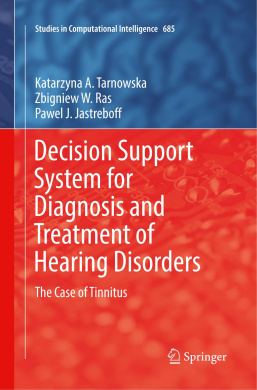 Studies in Computational Intelligence 685
Katarzyna A. Tarnowska
Zbigniew W. Ras
Pawel J. Jastreboff
Decision Support
System for
Diagnosis and
Treatment of
Hearing Disorders
The Case of Tinnitus
Springer